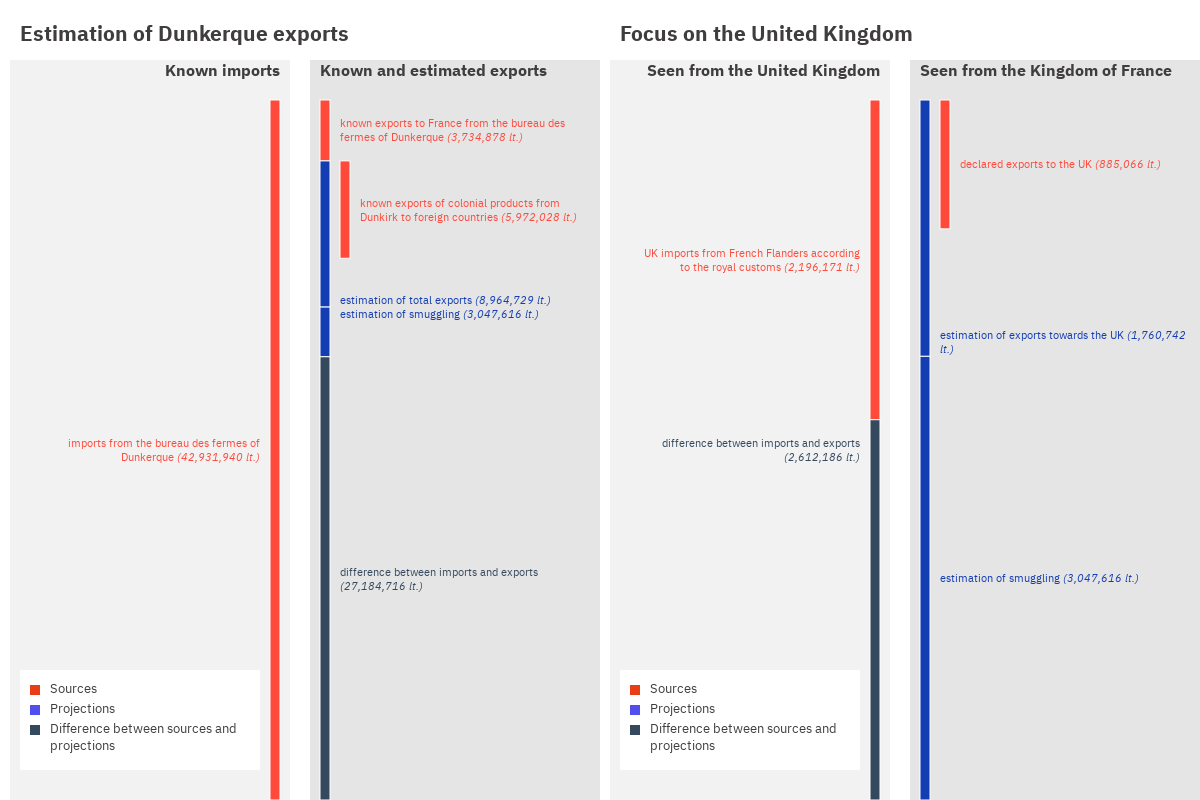 Estimation of Dunkerque exports
Known imports
Known and estimated exports
known exports to France from the bureau des
fermes of Dunkerque (3,734,878 lt.)
known exports of colonial products from
Dunkirk to foreign countries (5,972,028 lt.)
estimation of total exports (8,964,729 lt.)
estimation of smuggling (3,047,616 lt.)
imports from the bureau des fermes of
Dunkerque (42,931,940 lt.)
difference between imports and exports
(27,184,716 lt.)
Sources
Projections
Difference between sources and
projections
Focus on the United Kingdom
Seen from the United Kingdom
Seen from the Kingdom of France
declared exports to the UK (885,066 lt.)
UK imports from French Flanders according
to the royal customs (2,196,171 lt.)
estimation of exports towards the UK (1,760,742
lt.)
difference between imports and exports
(2,612,186 lt.)
estimation of smuggling (3,047,616 lt.)
Sources
Projections
Difference between sources and
projections